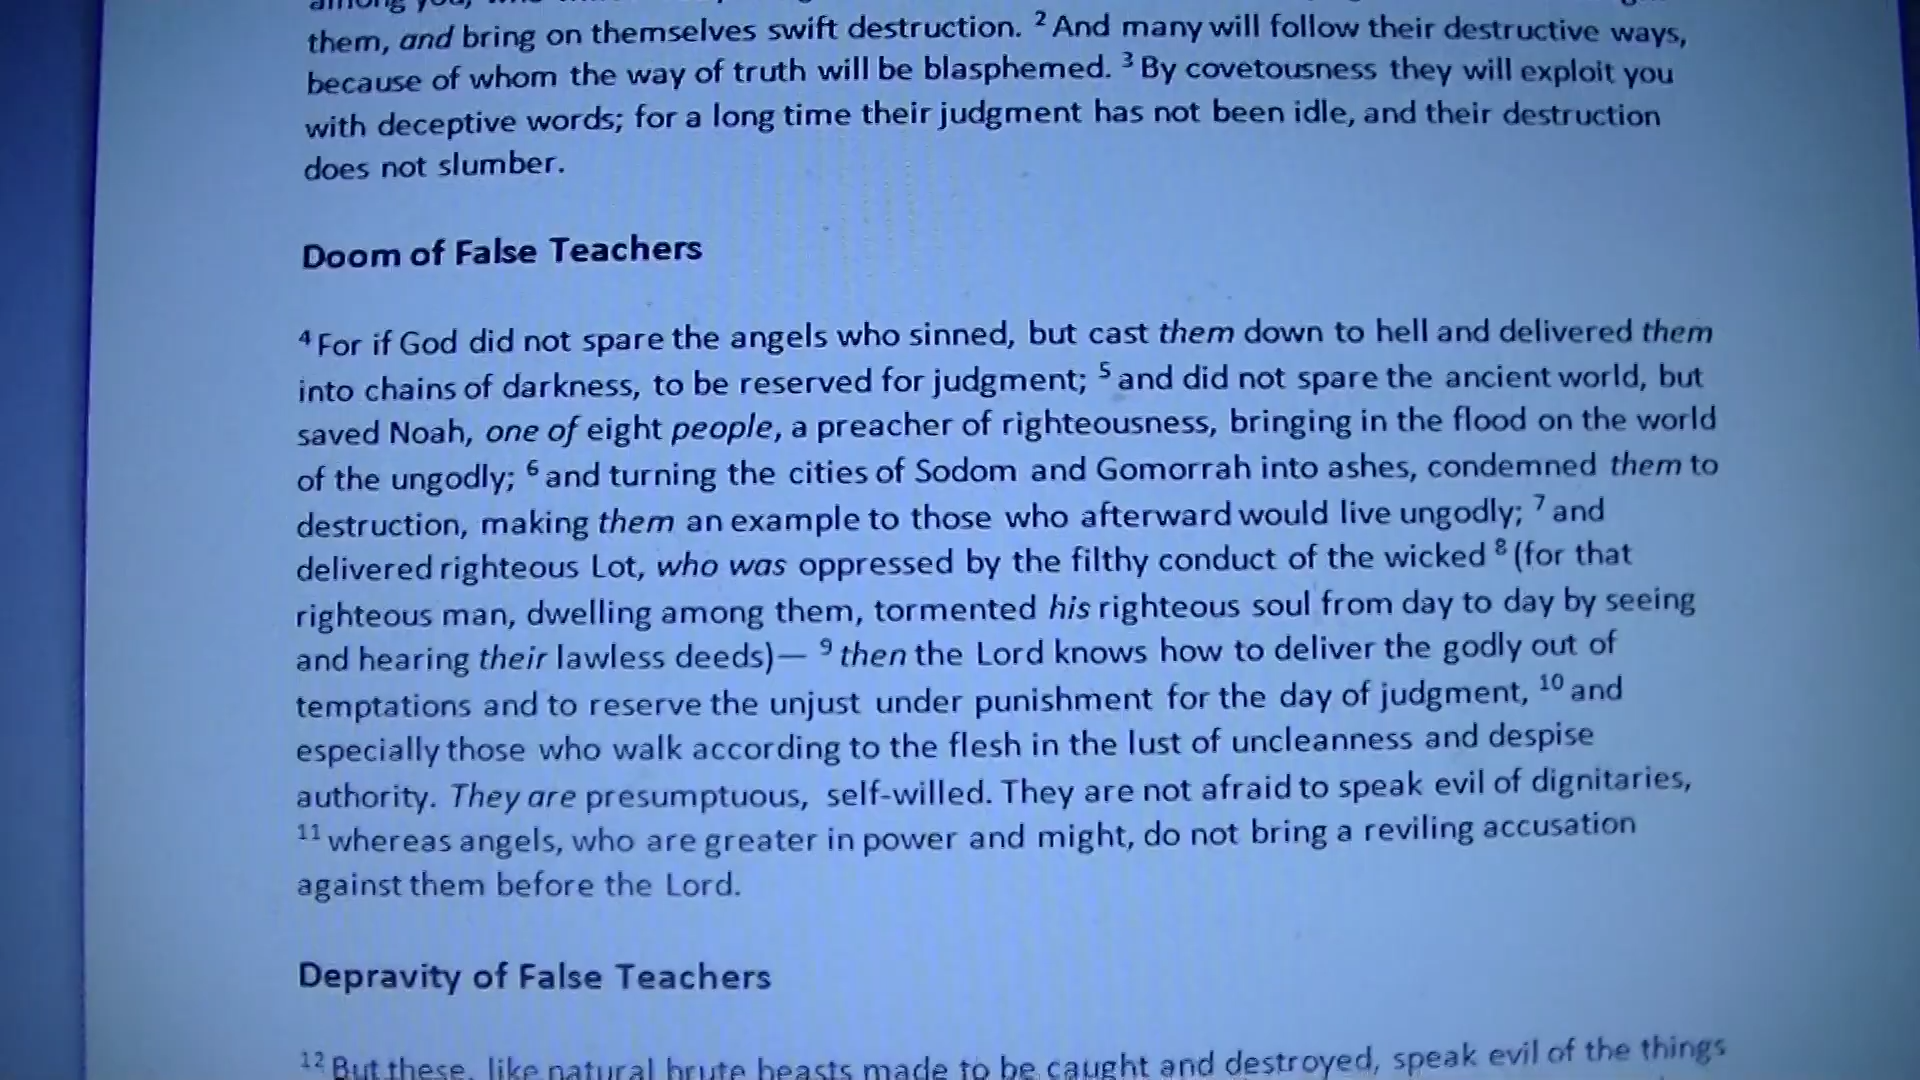 them, and bring on themselves swift destruction. 2 And many will follow their destructive ways,
because of whom the way of truth will be blasphemed. 3 By covetousness they will exploit you
with deceptive words; for a long time their judgment has not been idle, and their destruction
does not slumber.
Doom of False Teachers
4 For if God did not spare the angels who sinned, but cast them down to hell and delivered them
into chains of darkness, to be reserved for judgment; 5 and did not spare the ancient world, but
saved Noah, one of eight people, a preacher of righteousness, bringing in the flood on the world
of the ungodly; 6 and turning the cities of Sodom and Gomorrah into ashes, condemned them to
destruction, making them an example to those who afterward would live ungodly; 7 and
delivered righteous Lot, who was oppressed by the filthy conduct of the wicked 8 (for that
righteous man, dwelling among them, tormented his righteous soul from day to day by seeing
and hearing their lawless deeds)— 9 then the Lord knows how to deliver the godly out of
temptations and to reserve the unjust under punishment for the day of judgment, 10 and
especially those who walk according to the flesh in the lust of uncleanness and despise
authority. They are presumptuous, self-willed. They are not afraid to speak evil of dignitaries,
11 whereas angels, who are greater in power and might, do not bring a reviling accusation
against them before the Lord.
Depravity of False Teachers
12 But these, like natural brute beasts made to be caught and destroyed, speak evil of the things